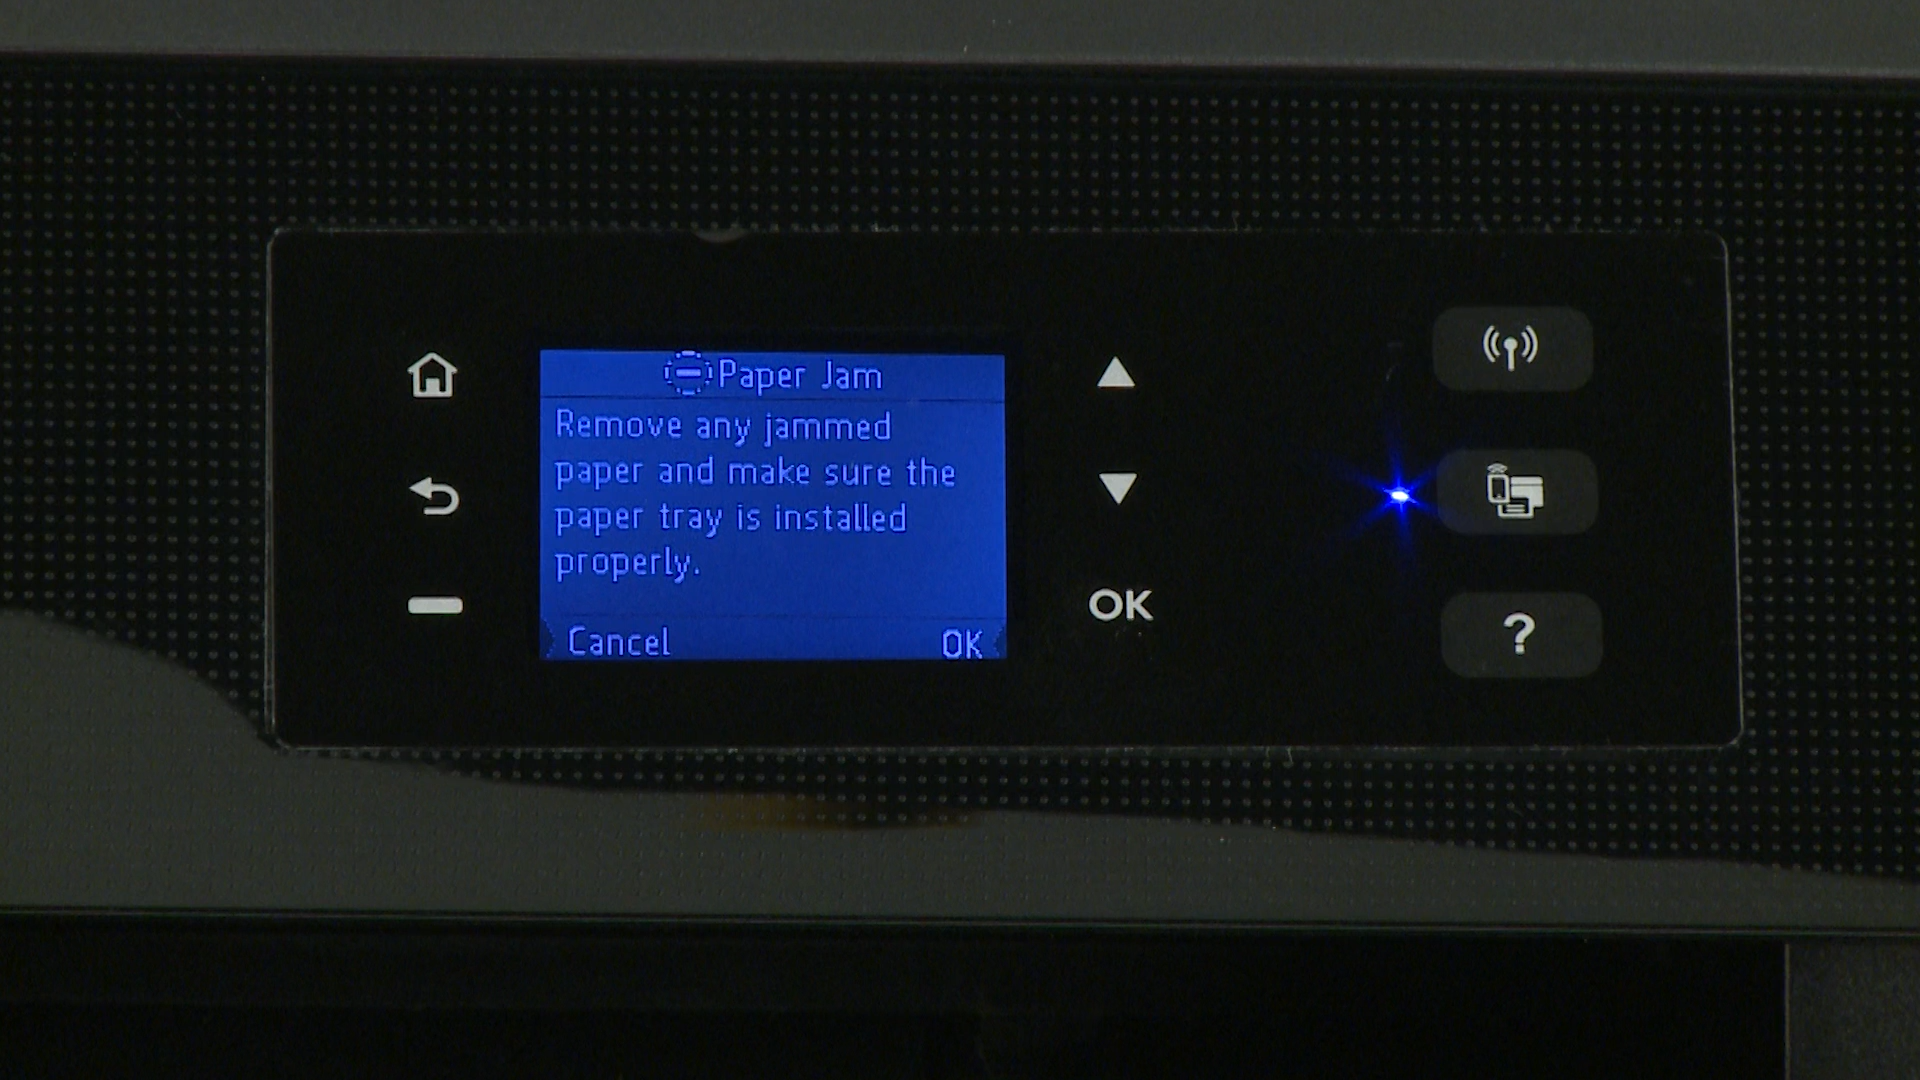 Paper Jam
Remove any jammed
paper and make sure the
paper tray is installed
properly.
Cancel OK
OK
?